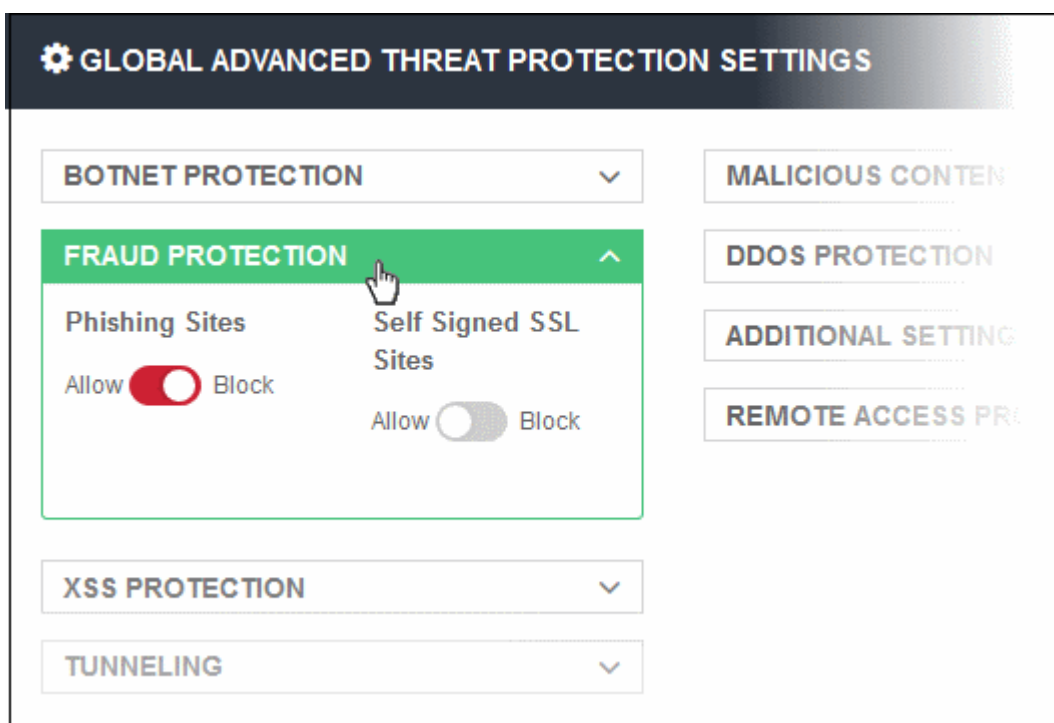 GLOBAL ADVANCED THREAT PROTECTION SETTINGS
BOTNET PROTECTION
FRAUD PROTECTION
Phishing Sites
Allow Block
Self Signed SSL
Sites
Allow Block
XSS PROTECTION
TUNNELING
MALICIOUS CONTEN
DDOS PROTECTION
ADDITIONAL SETTING
REMOTE ACCESS PRO